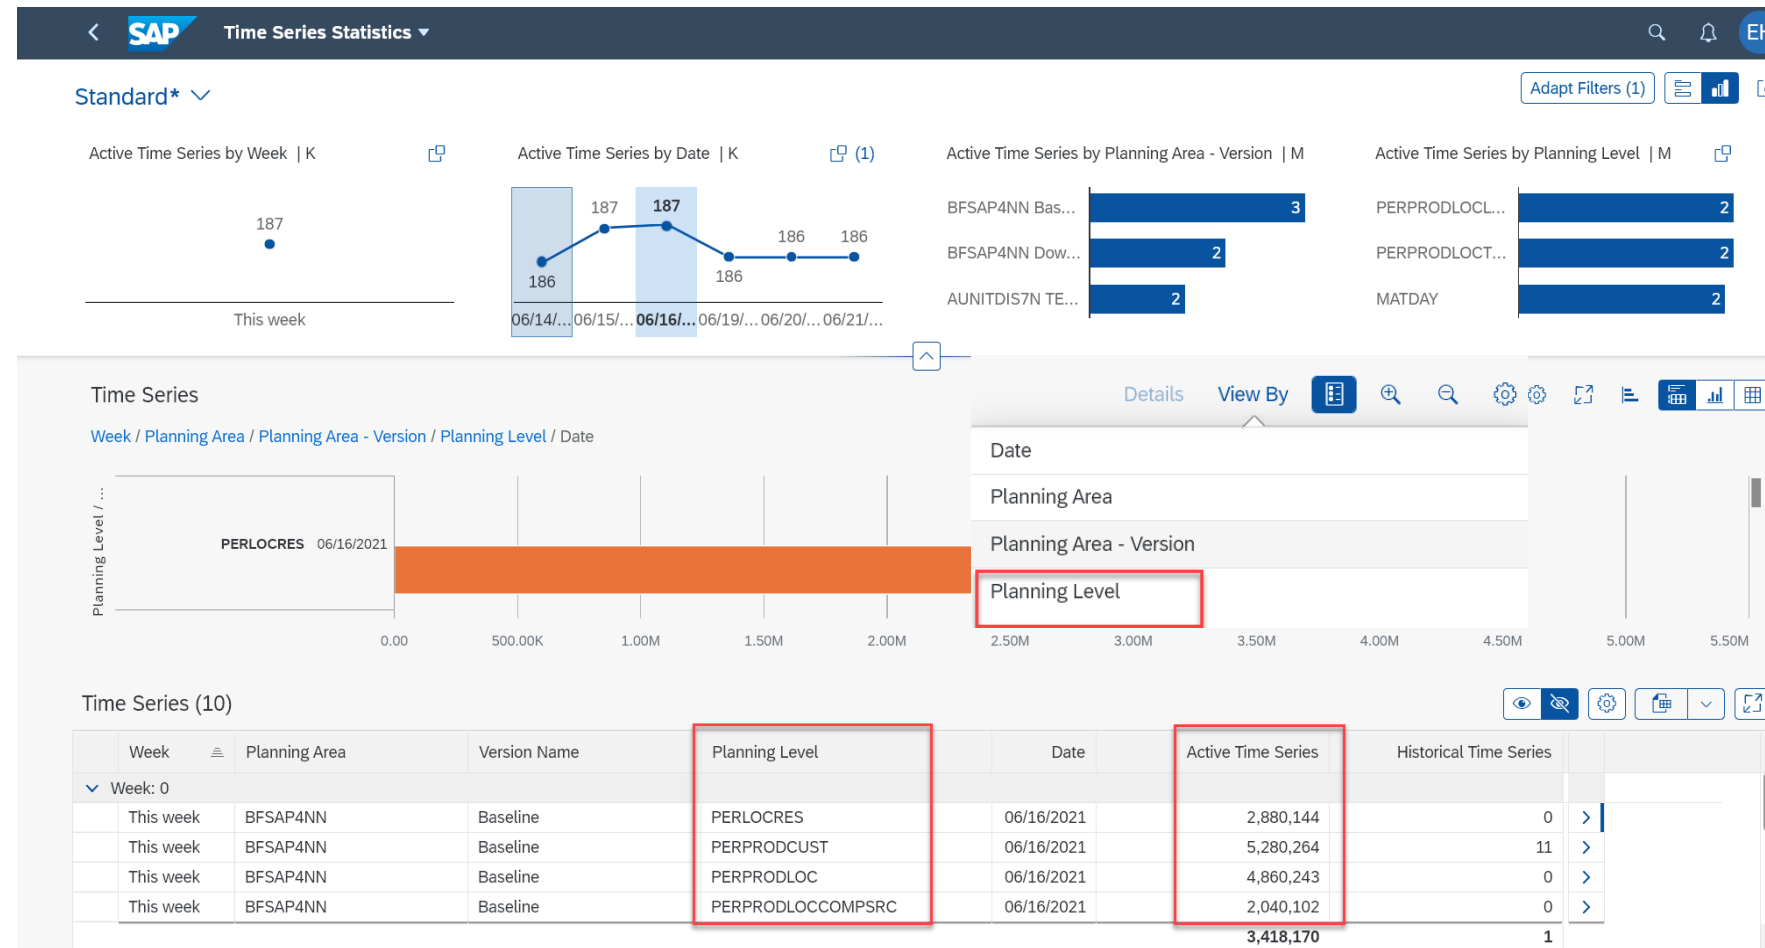 SAP Time Series Statistics
EH
Standard*
Adapt Filters (1)
Active Time Series by Week | K
187
This week
Active Time Series by Date | K
(1)
187 187
186 186
186 186
06/14/... 06/15/... 06/16/... 06/19/... 06/20/... 06/21/...
Active Time Series by Planning Area - Version | M
BFSAP4NN Bas... 3
BFSAP4NN Dow... 2
AUNITDIS7N TE... 2
Active Time Series by Planning Level | M
PERPRODLOCL... 2
PERPRODLOCT... 2
MATDAY 2
Time Series
Details View By
Week / Planning Area / Planning Area - Version / Planning Level / Date
Date
Planning Area
Planning Area - Version
Planning Level
Planning Level / ...
PERLOCRES 06/16/2021
0.00 500.00K 1.00M 1.50M 2.00M 2.50M 3.00M 3.50M 4.00M 4.50M 5.00M 5.50M
Time Series (10)
Week Planning Area Version Name Planning Level Date Active Time Series Historical Time Series
Week: 0
This week BFSAP4NN Baseline PERLOCRES 06/16/2021 2,880,144 0
This week BFSAP4NN Baseline PERPRODCUST 06/16/2021 5,280,264 11
This week BFSAP4NN Baseline PERPRODLOC 06/16/2021 4,860,243 0
This week BFSAP4NN Baseline PERPRODLOCCOMPSRC 06/16/2021 2,040,102 0
3,418,170 1